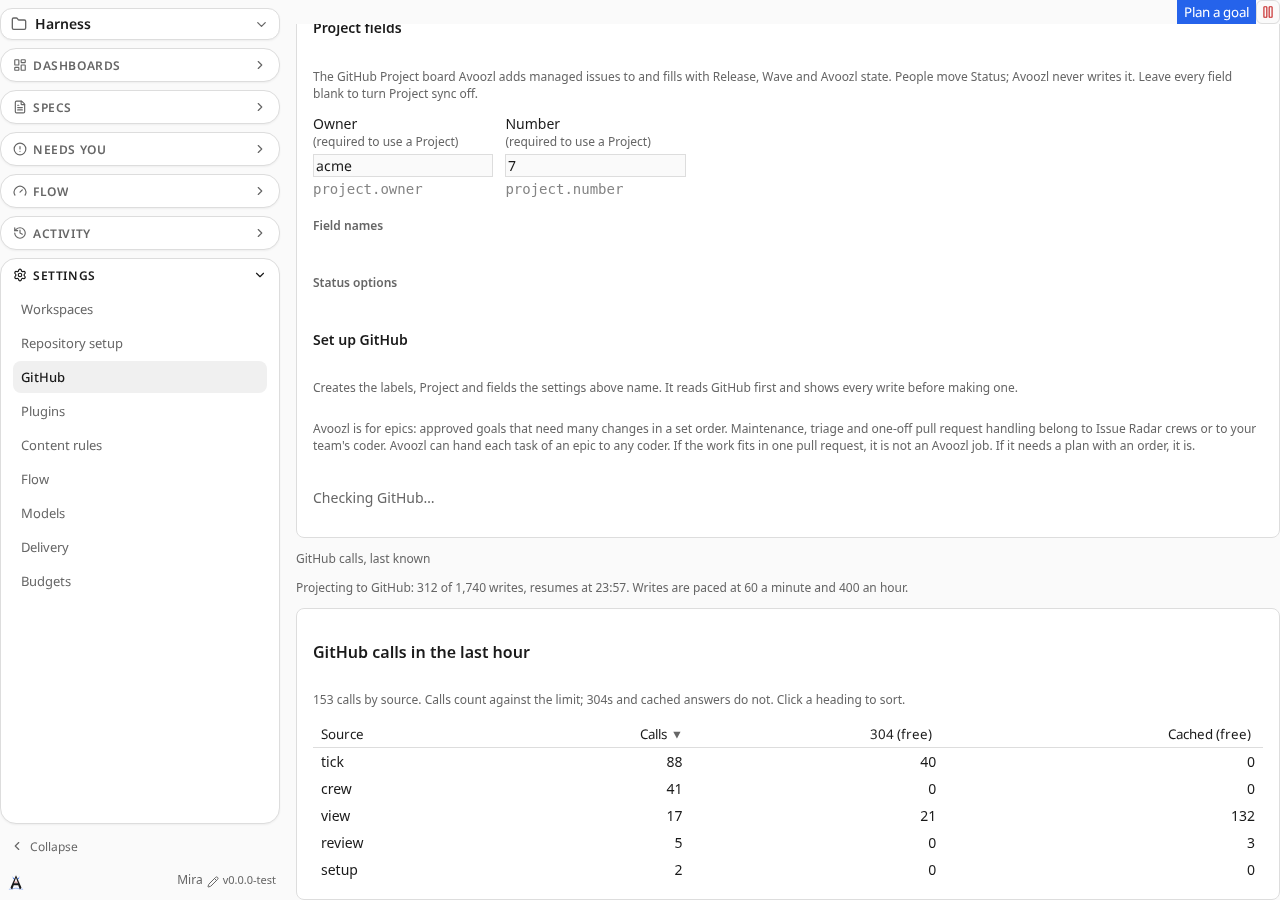 Harness
Plan a goal
DASHBOARDS
SPECS
NEEDS YOU
FLOW
ACTIVITY
SETTINGS
Workspaces
Repository setup
GitHub
Plugins
Content rules
Flow
Models
Delivery
Budgets
Collapse
Mira v0.0.0-test
Project fields
The GitHub Project board Avoozl adds managed issues to and fills with Release, Wave and Avoozl state. People move Status; Avoozl never writes it. Leave every field
blank to turn Project sync off.
Owner Number
(required to use a Project) (required to use a Project)
acme 7
project.owner project.number
Field names
Status options
Set up GitHub
Creates the labels, Project and fields the settings above name. It reads GitHub first and shows every write before making one.
Avoozl is for epics: approved goals that need many changes in a set order. Maintenance, triage and one-off pull request handling belong to Issue Radar crews or to your
team's coder. Avoozl can hand each task of an epic to any coder. If the work fits in one pull request, it is not an Avoozl job. If it needs a plan with an order, it is.
Checking GitHub…
GitHub calls, last known
Projecting to GitHub: 312 of 1,740 writes, resumes at 23:57. Writes are paced at 60 a minute and 400 an hour.
GitHub calls in the last hour
153 calls by source. Calls count against the limit; 304s and cached answers do not. Click a heading to sort.
Source Calls ▼ 304 (free) Cached (free)
tick 88 40 0
crew 41 0 0
view 17 21 132
review 5 0 3
setup 2 0 0